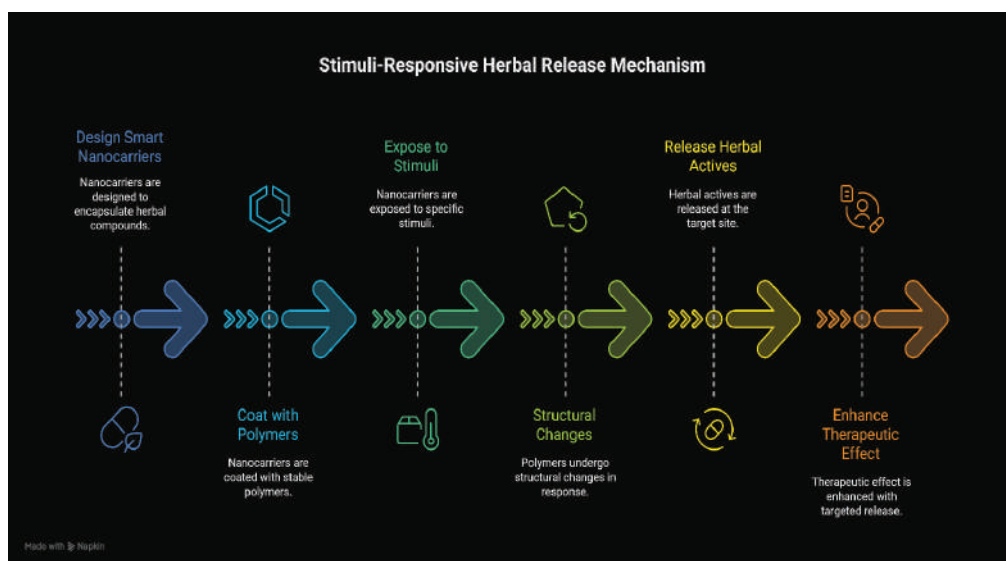 Stimuli-Responsive Herbal Release Mechanism
Design Smart
Nanocarriers
Nanocarriers are
designed to
encapsulate herbal
compounds.
Coat with
Polymers
Nanocarriers are
coated with stable
polymers.
Expose to
Stimuli
Nanocarriers are
exposed to specific
stimuli.
Structural
Changes
Polymers undergo
structural changes in
response.
Release Herbal
Actives
Herbal actives are
released at the
target site.
Enhance
Therapeutic
Effect
Therapeutic effect is
enhanced with
targeted release.
Made with Napkin